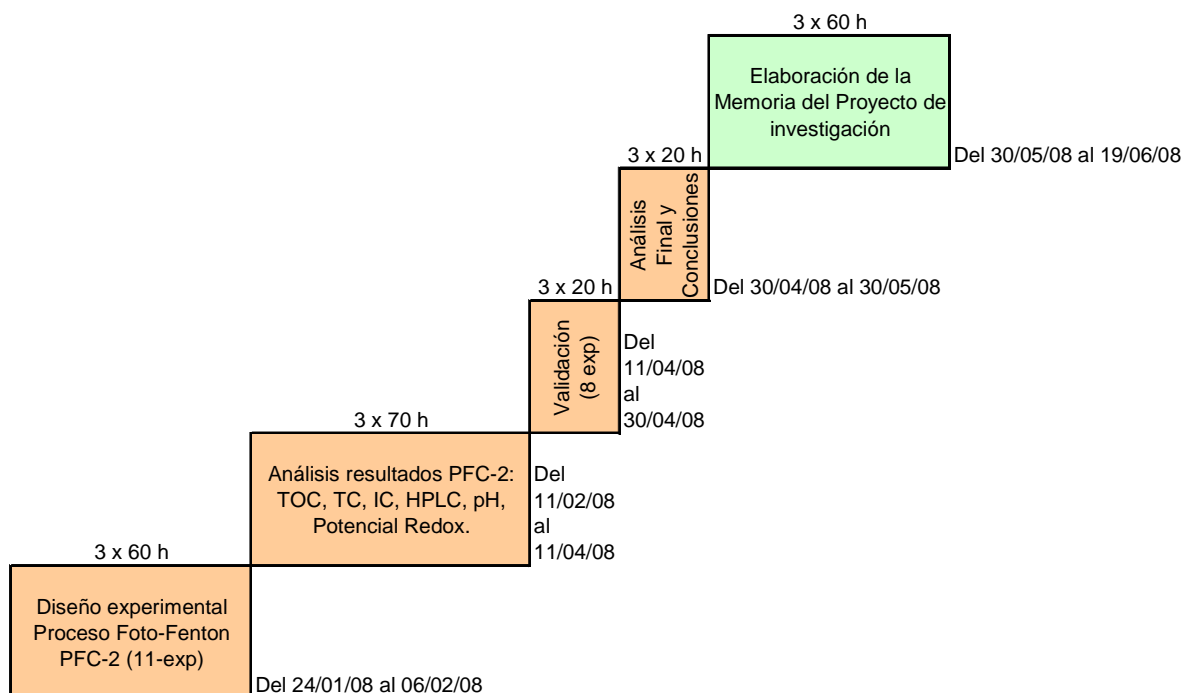 3 x 60 h
Elaboración de la
Memoria del Proyecto de
investigación
Del 30/05/08 al 19/06/08
3 x 20 h
Análisis
Final y
Conclusiones
Del 30/04/08 al 30/05/08
3 x 20 h
Validación
(8 exp)
Del
11/04/08
al
30/04/08
3 x 70 h
Análisis resultados PFC-2:
TOC, TC, IC, HPLC, pH,
Potencial Redox.
Del
11/02/08
al
11/04/08
3 x 60 h
Diseño experimental
Proceso Foto-Fenton
PFC-2 (11-exp)
Del 24/01/08 al 06/02/08